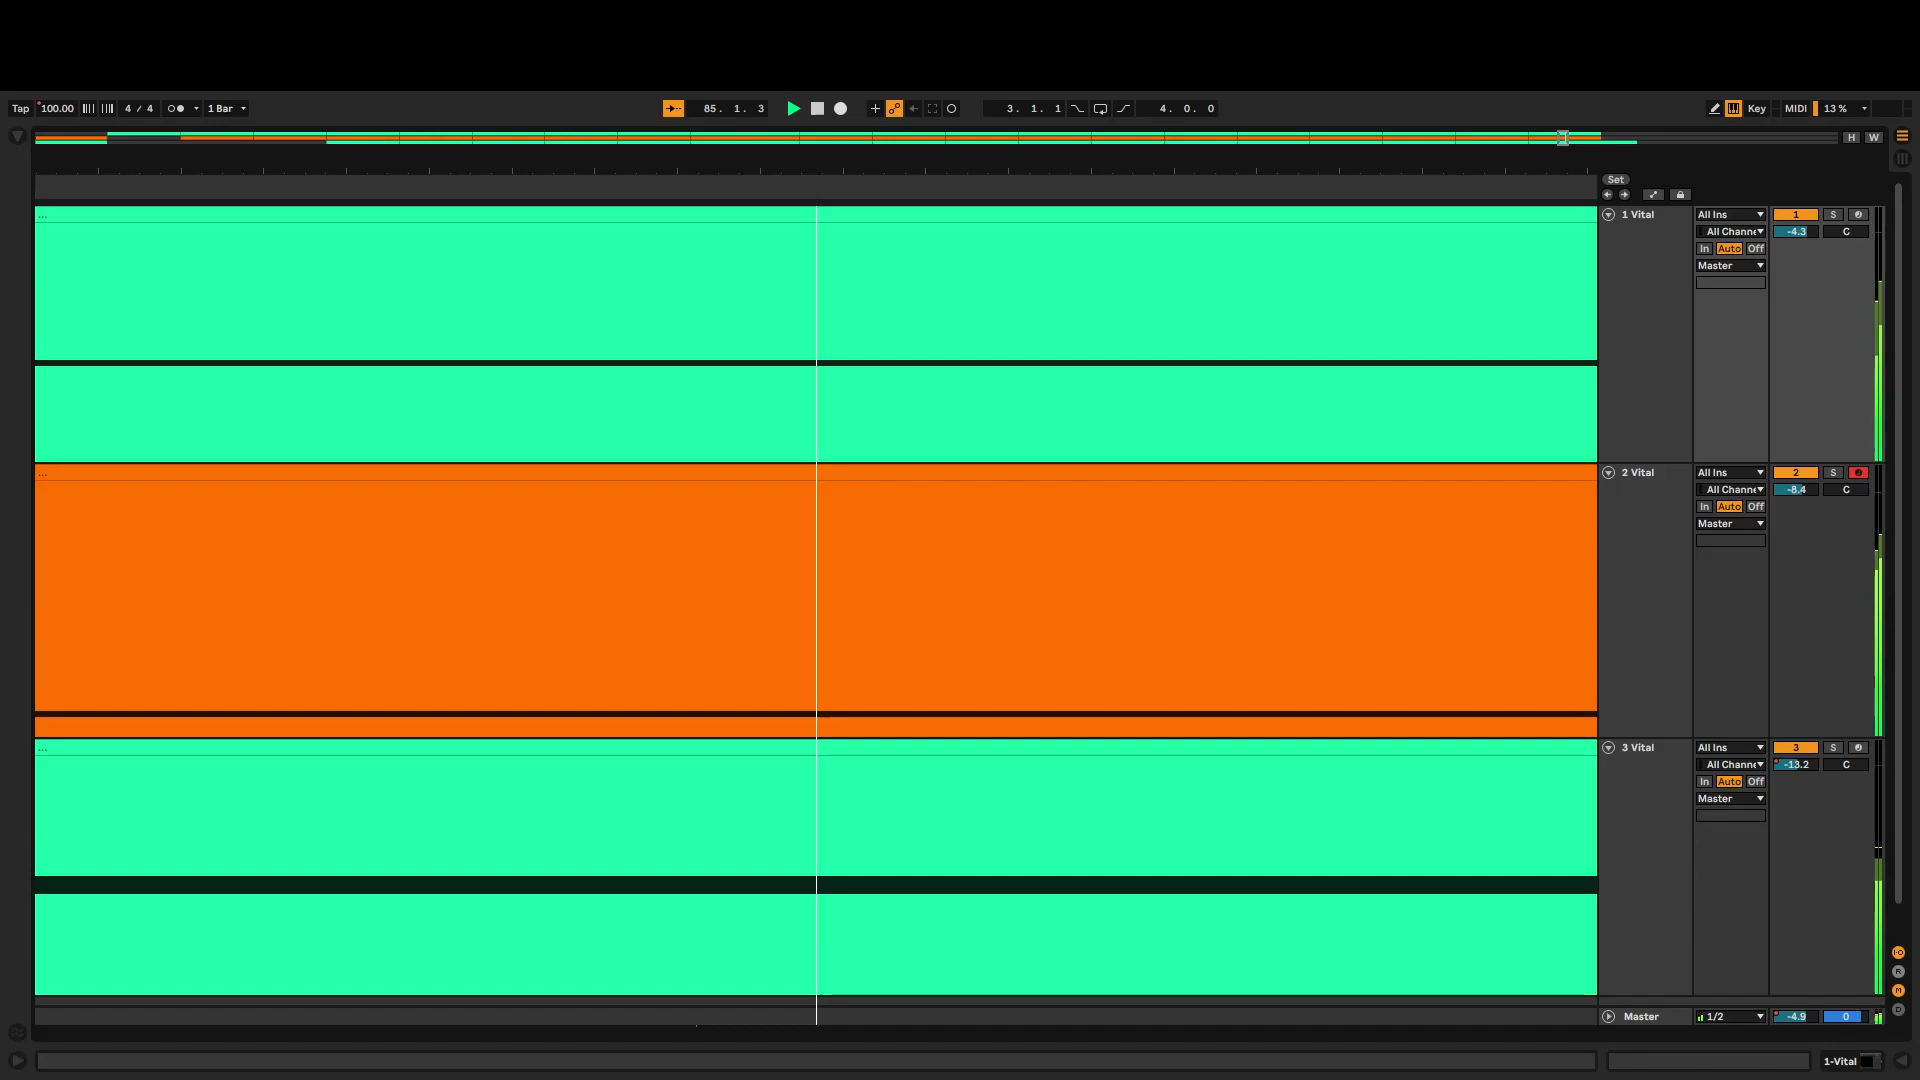 Tap 100.00 4 / 4 1 Bar 85. 1. 3 3. 1. 1 4. 0. 0 Key MIDI 13 %
H W
Set
... 1 Vital All Ins 1 S
-4.3 C
All Channe
In Auto Off
Master
... 2 Vital All Ins 2 S
All Channe -8.4 C
In Auto Off
Master
... 3 Vital All Ins 3 S
All Channe -13.2 C
In Auto Off
Master
I·O
R
M
D
Master 1/2 -4.9 0
1-Vital